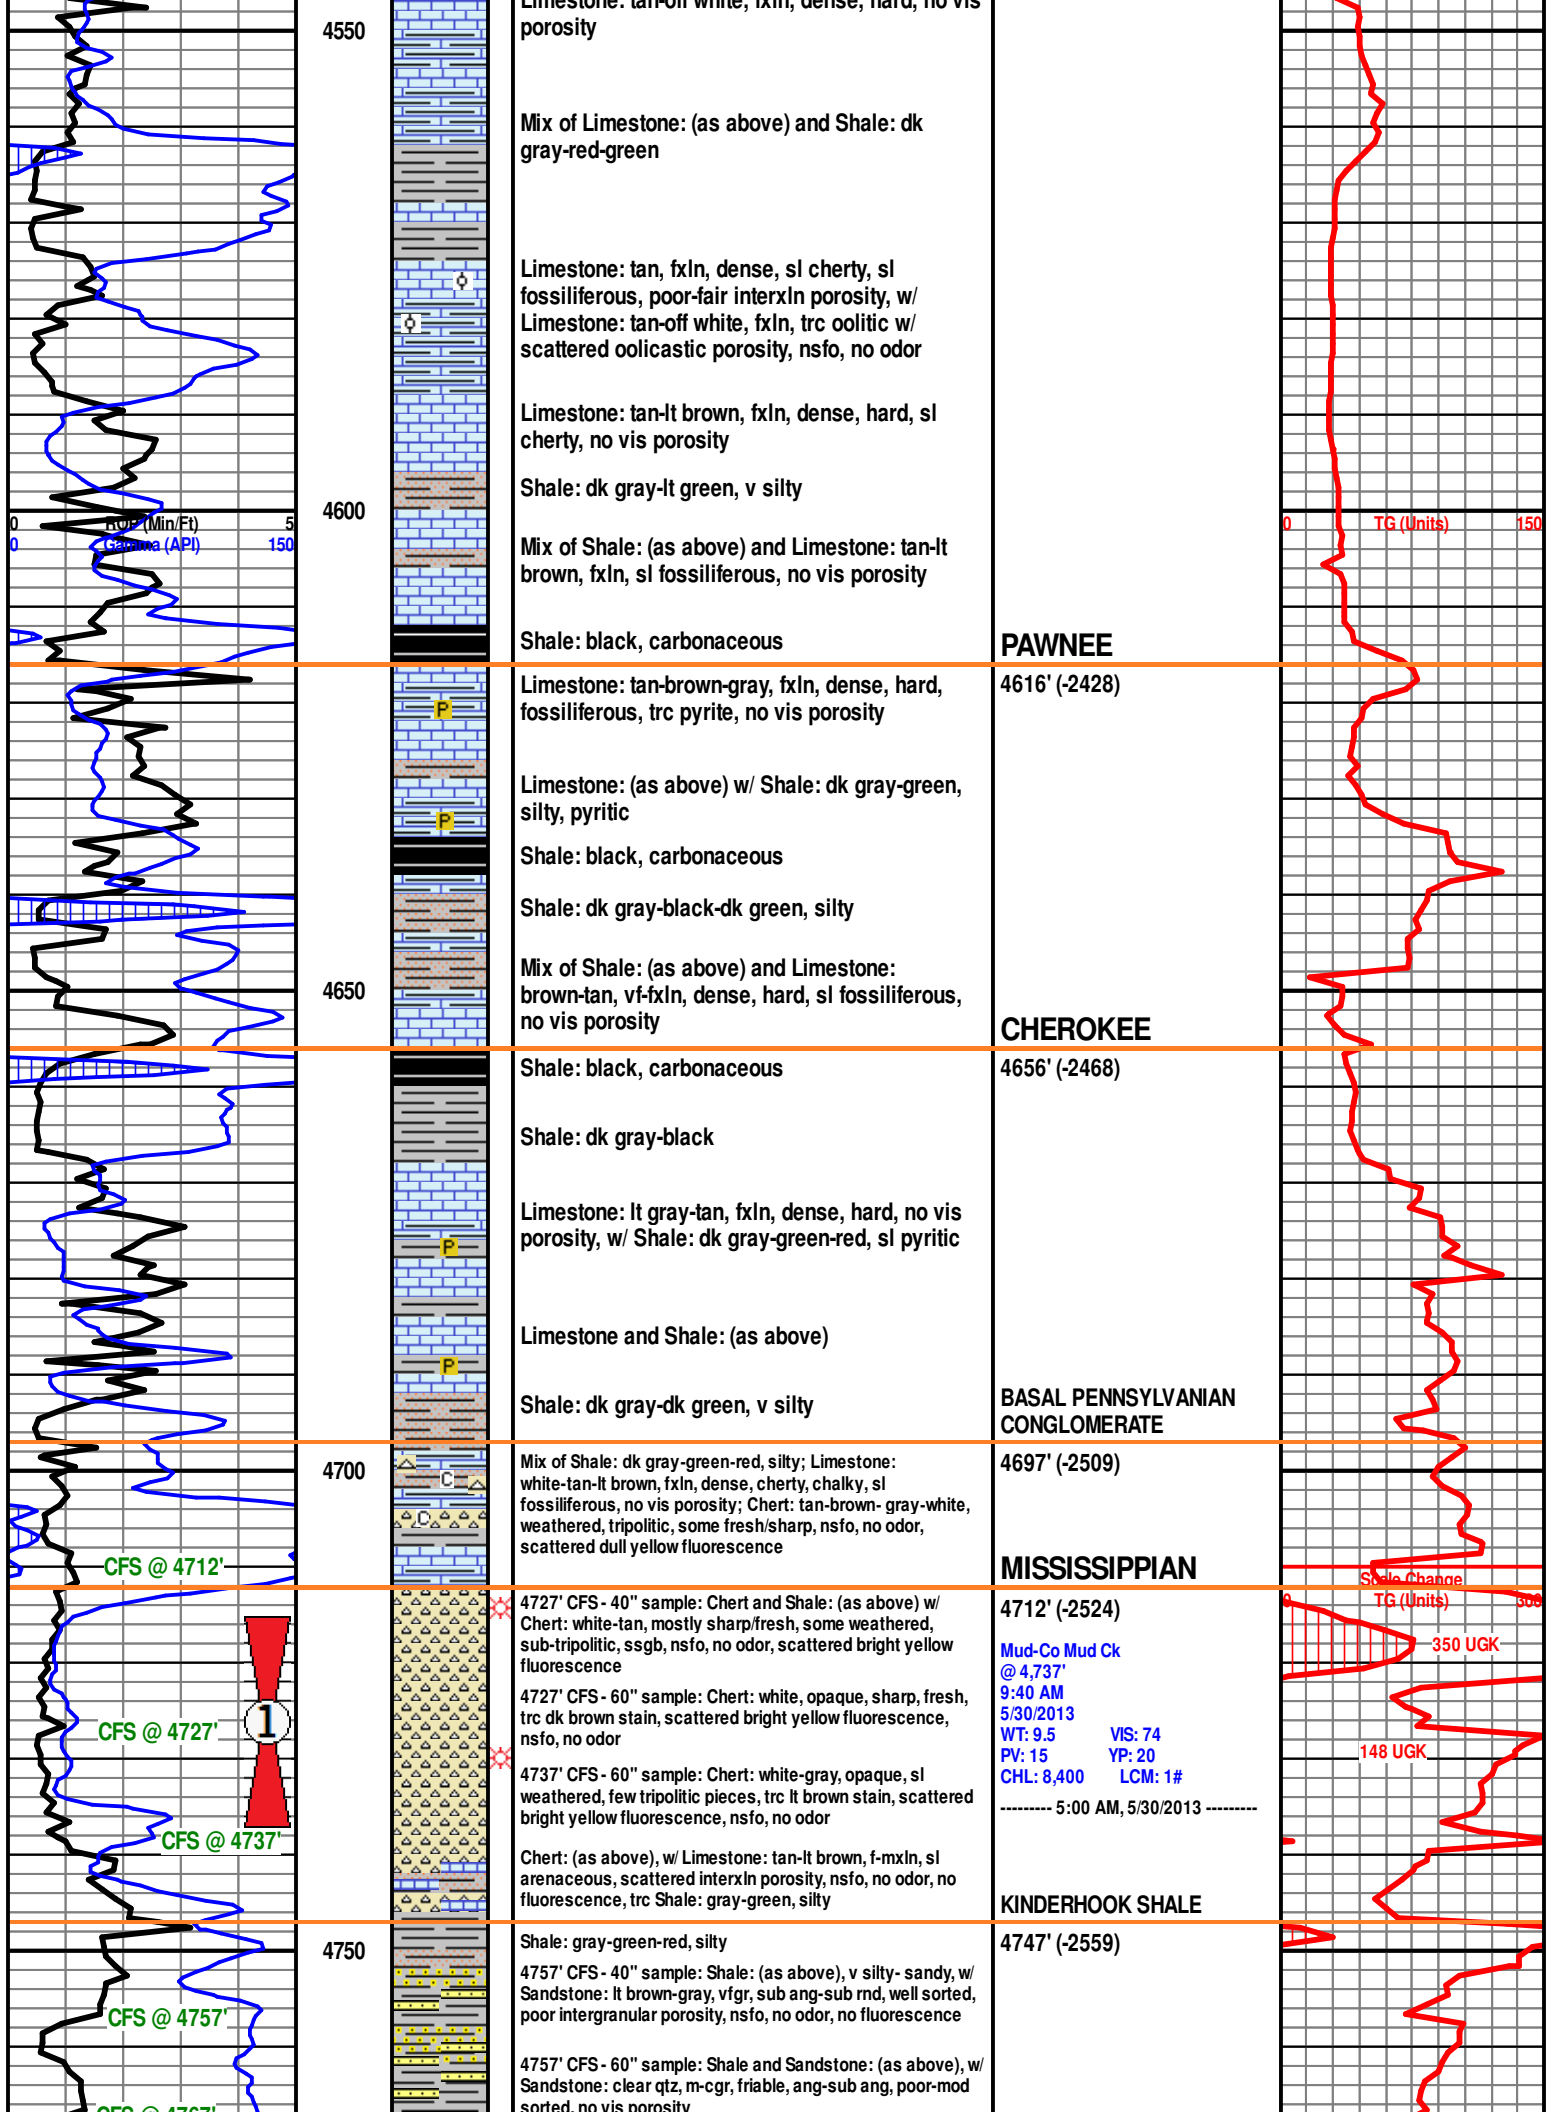 Limestone: tan-off white, fxln, dense, hard, no vis
porosity
4550
Mix of Limestone: (as above) and Shale: dk
gray-red-green
Limestone: tan, fxln, dense, sl cherty, sl
fossiliferous, poor-fair interxln porosity, w/
Limestone: tan-off white, fxln, trc oolitic w/
scattered oolicastic porosity, nsfo, no odor
Limestone: tan-lt brown, fxln, dense, hard, sl
cherty, no vis porosity
Shale: dk gray-lt green, v silty
4600
0 ROP (Min/Ft) 5
0 Gamma (API) 150
0 TG (Units) 150
Mix of Shale: (as above) and Limestone: tan-lt
brown, fxln, sl fossiliferous, no vis porosity
Shale: black, carbonaceous
PAWNEE
4616' (-2428)
Limestone: tan-brown-gray, fxln, dense, hard,
fossiliferous, trc pyrite, no vis porosity
P
Limestone: (as above) w/ Shale: dk gray-green,
silty, pyritic
P
Shale: black, carbonaceous
Shale: dk gray-black-dk green, silty
4650
Mix of Shale: (as above) and Limestone:
brown-tan, vf-fxln, dense, hard, sl fossiliferous,
no vis porosity
CHEROKEE
4656' (-2468)
Shale: black, carbonaceous
Shale: dk gray-black
Limestone: lt gray-tan, fxln, dense, hard, no vis
porosity, w/ Shale: dk gray-green-red, sl pyritic
P
Limestone and Shale: (as above)
P
Shale: dk gray-dk green, v silty
BASAL PENNSYLVANIAN
CONGLOMERATE
4697' (-2509)
4700
C
C
Mix of Shale: dk gray-green-red, silty; Limestone:
white-tan-lt brown, fxln, dense, cherty, chalky, sl
fossiliferous, no vis porosity; Chert: tan-brown- gray-white,
weathered, tripolitic, some fresh/sharp, nsfo, no odor,
scattered dull yellow fluorescence
CFS @ 4712'
MISSISSIPPIAN
4712' (-2524)
Scale Change
0 TG (Units) 300
350 UGK
4727' CFS - 40" sample: Chert and Shale: (as above) w/
Chert: white-tan, mostly sharp/fresh, some weathered,
sub-tripolitic, ssgb, nsfo, no odor, scattered bright yellow
fluorescence
Mud-Co Mud Ck
@ 4,737'
9:40 AM
5/30/2013
WT: 9.5 VIS: 74
PV: 15 YP: 20
CHL: 8,400 LCM: 1#
148 UGK
1
CFS @ 4727'
4727' CFS - 60" sample: Chert: white, opaque, sharp, fresh,
trc dk brown stain, scattered bright yellow fluorescence,
nsfo, no odor
4737' CFS - 60" sample: Chert: white-gray, opaque, sl
weathered, few tripolitic pieces, trc lt brown stain, scattered
bright yellow fluorescence, nsfo, no odor
--------- 5:00 AM, 5/30/2013 ---------
CFS @ 4737'
Chert: (as above), w/ Limestone: tan-lt brown, f-mxln, sl
arenaceous, scattered interxln porosity, nsfo, no odor, no
fluorescence, trc Shale: gray-green, silty
KINDERHOOK SHALE
4747' (-2559)
4750
Shale: gray-green-red, silty
4757' CFS - 40" sample: Shale: (as above), v silty- sandy, w/
Sandstone: lt brown-gray, vfgr, sub ang-sub rnd, well sorted,
poor intergranular porosity, nsfo, no odor, no fluorescence
CFS @ 4757'
4757' CFS - 60" sample: Shale and Sandstone: (as above), w/
Sandstone: clear qtz, m-cgr, friable, ang-sub ang, poor-mod
sorted, no vis porosity
CFS @ 4767'